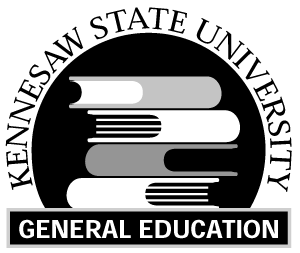 KENNESAW STATE UNIVERSITY
GENERAL EDUCATION